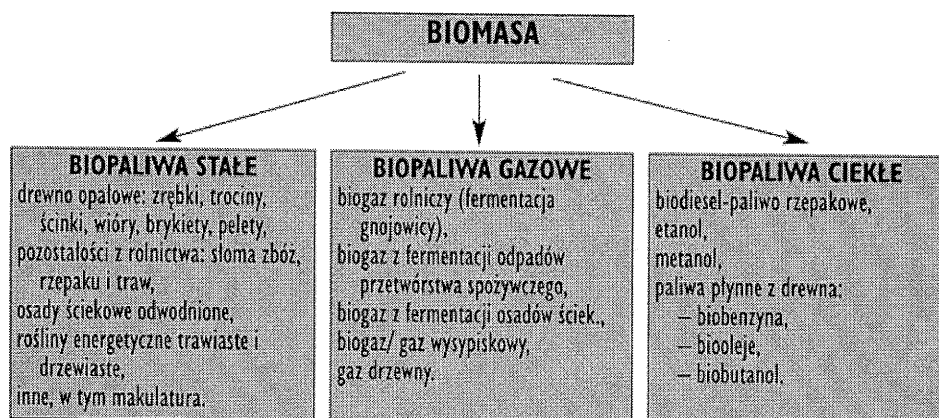 BIOMASA
BIOPALIWA STAŁE
drewno opałowe: zrębki, trociny,
ścinki, wióry, brykiety, pelety,
pozostałości z rolnictwa: słoma zbóż,
rzepaku i traw,
osady ściekowe odwodnione,
rośliny energetyczne trawiaste i
drzewiaste,
inne, w tym makulatura.
BIOPALIWA GAZOWE
biogaz rolniczy (fermentacja
gnojowicy),
biogaz z fermentacji odpadów
przetwórstwa spożywczego,
biogaz z fermentacji osadów ściek.,
biogaz/ gaz wysypiskowy,
gaz drzewny.
BIOPALIWA CIEKŁE
biodiesel-paliwo rzepakowe,
etanol,
metanol,
paliwa płynne z drewna:
– biobenzyna,
– biooleje,
– biobutanol.